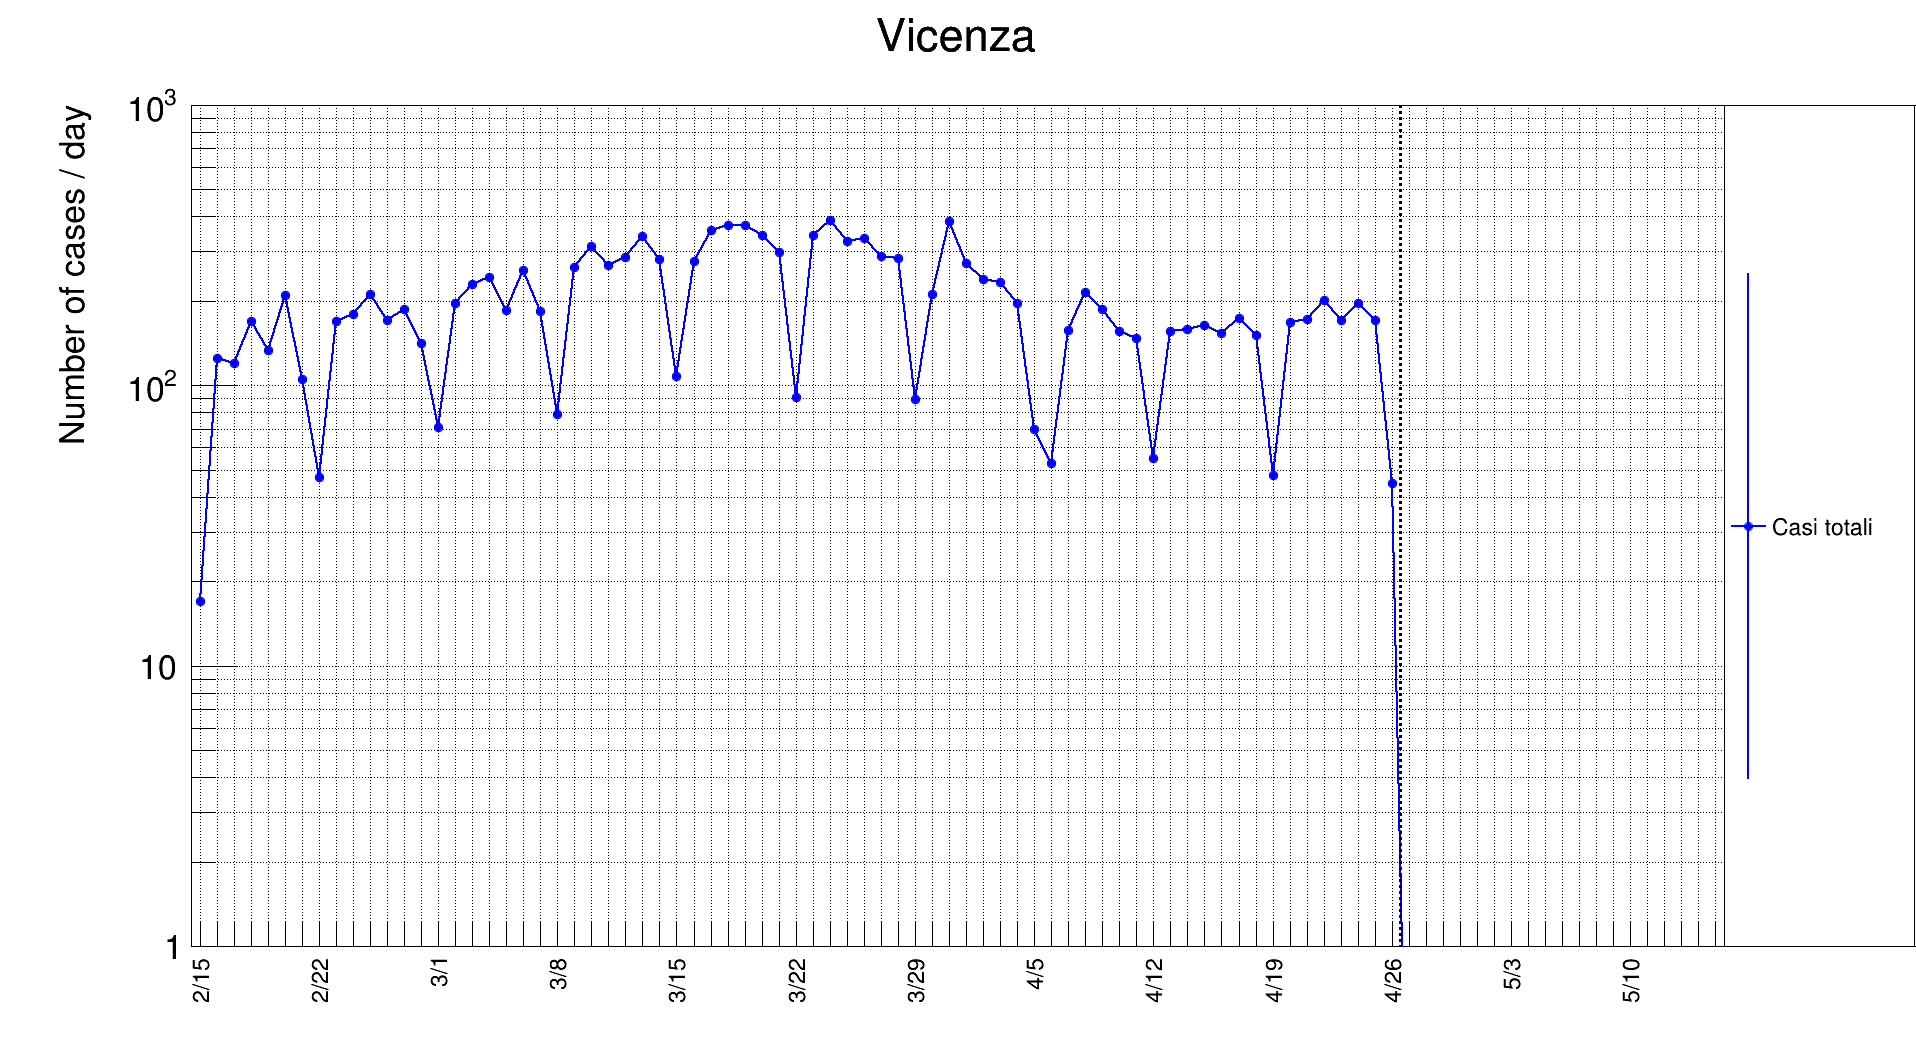 Vicenza
Number of cases / day
10³
10²
10
1
2/15 2/22 3/1 3/8 3/15 3/22 3/29 4/5 4/12 4/19 4/26 5/3 5/10
Casi totali